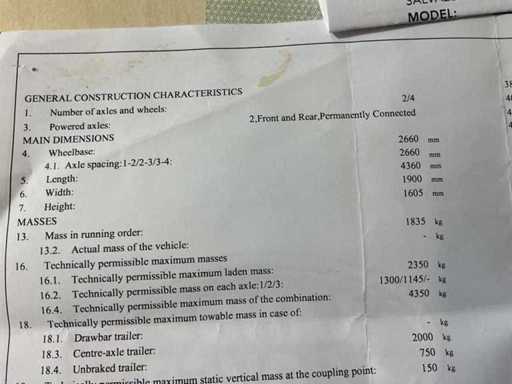 MODEL:
GENERAL CONSTRUCTION CHARACTERISTICS
1. Number of axles and wheels: 2/4
3. Powered axles: 2,Front and Rear,Permanently Connected
MAIN DIMENSIONS
4. Wheelbase: 2660 mm
4.1. Axle spacing:1-2/2-3/3-4: 2660 mm
5. Length: 4360 mm
6. Width: 1900 mm
7. Height: 1605 mm
MASSES
13. Mass in running order: 1835 kg
13.2. Actual mass of the vehicle: - kg
16. Technically permissible maximum masses
16.1. Technically permissible maximum laden mass: 2350 kg
16.2. Technically permissible mass on each axle:1/2/3: 1300/1145/- kg
16.4. Technically permissible maximum mass of the combination: 4350 kg
18. Technically permissible maximum towable mass in case of:
18.1. Drawbar trailer: - kg
18.3. Centre-axle trailer: 2000 kg
18.4. Unbraked trailer: 750 kg
Technically permissible maximum static vertical mass at the coupling point: 150 kg